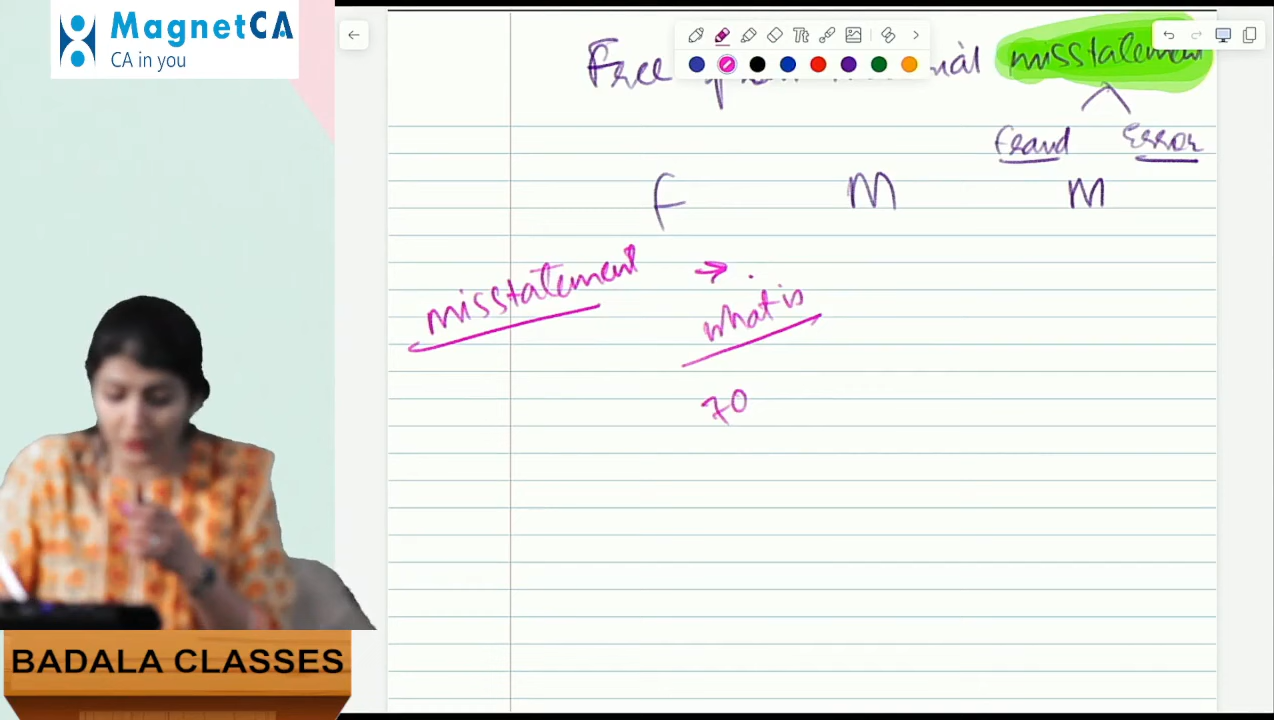 MagnetCA
CA in you
Free misstatement
Fraud Error
F M M
misstatement →
what is
70
BADALA CLASSES